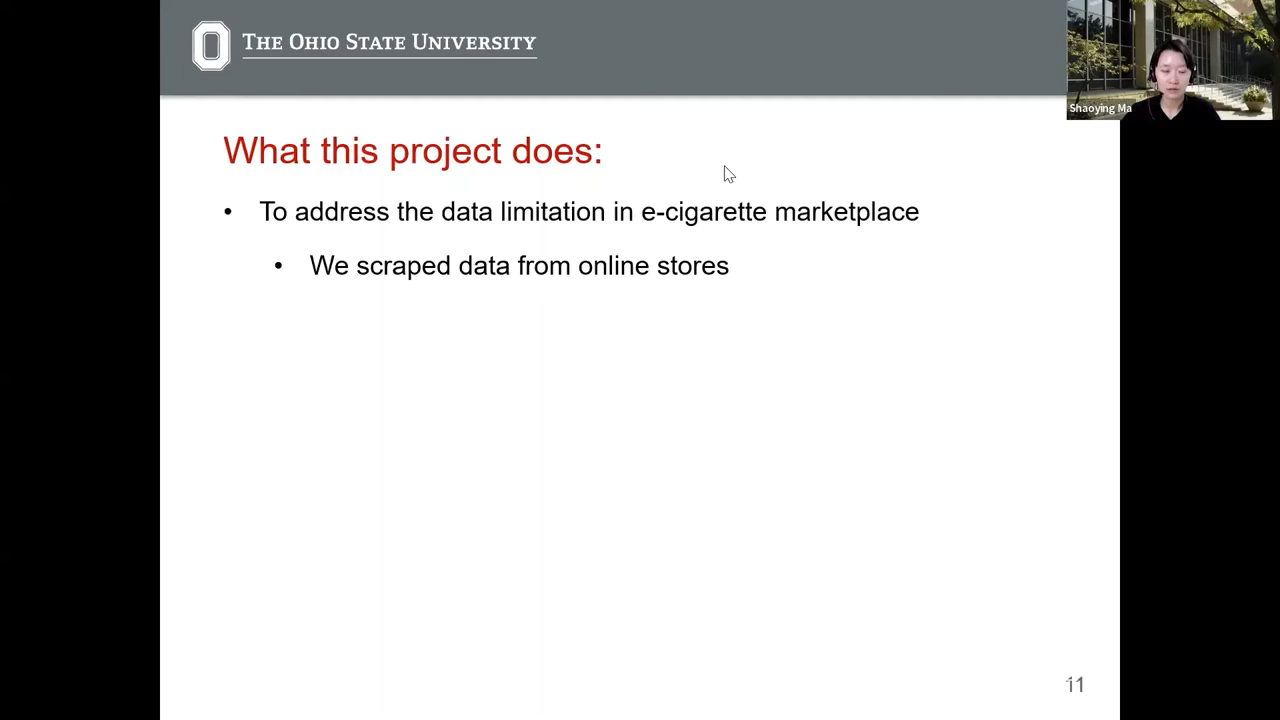 THE OHIO STATE UNIVERSITY
Shaoying Ma
What this project does:
• To address the data limitation in e-cigarette marketplace
• We scraped data from online stores
11